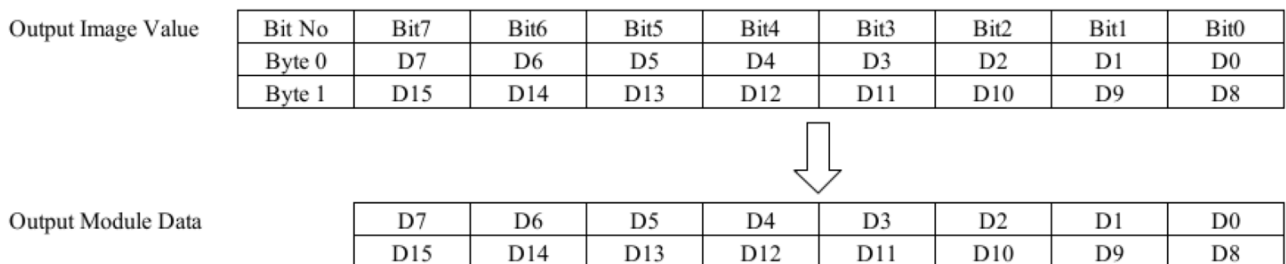 Output Image Value Bit No Bit7 Bit6 Bit5 Bit4 Bit3 Bit2 Bit1 Bit0
Byte 0 D7 D6 D5 D4 D3 D2 D1 D0
Byte 1 D15 D14 D13 D12 D11 D10 D9 D8
Output Module Data D7 D6 D5 D4 D3 D2 D1 D0
D15 D14 D13 D12 D11 D10 D9 D8